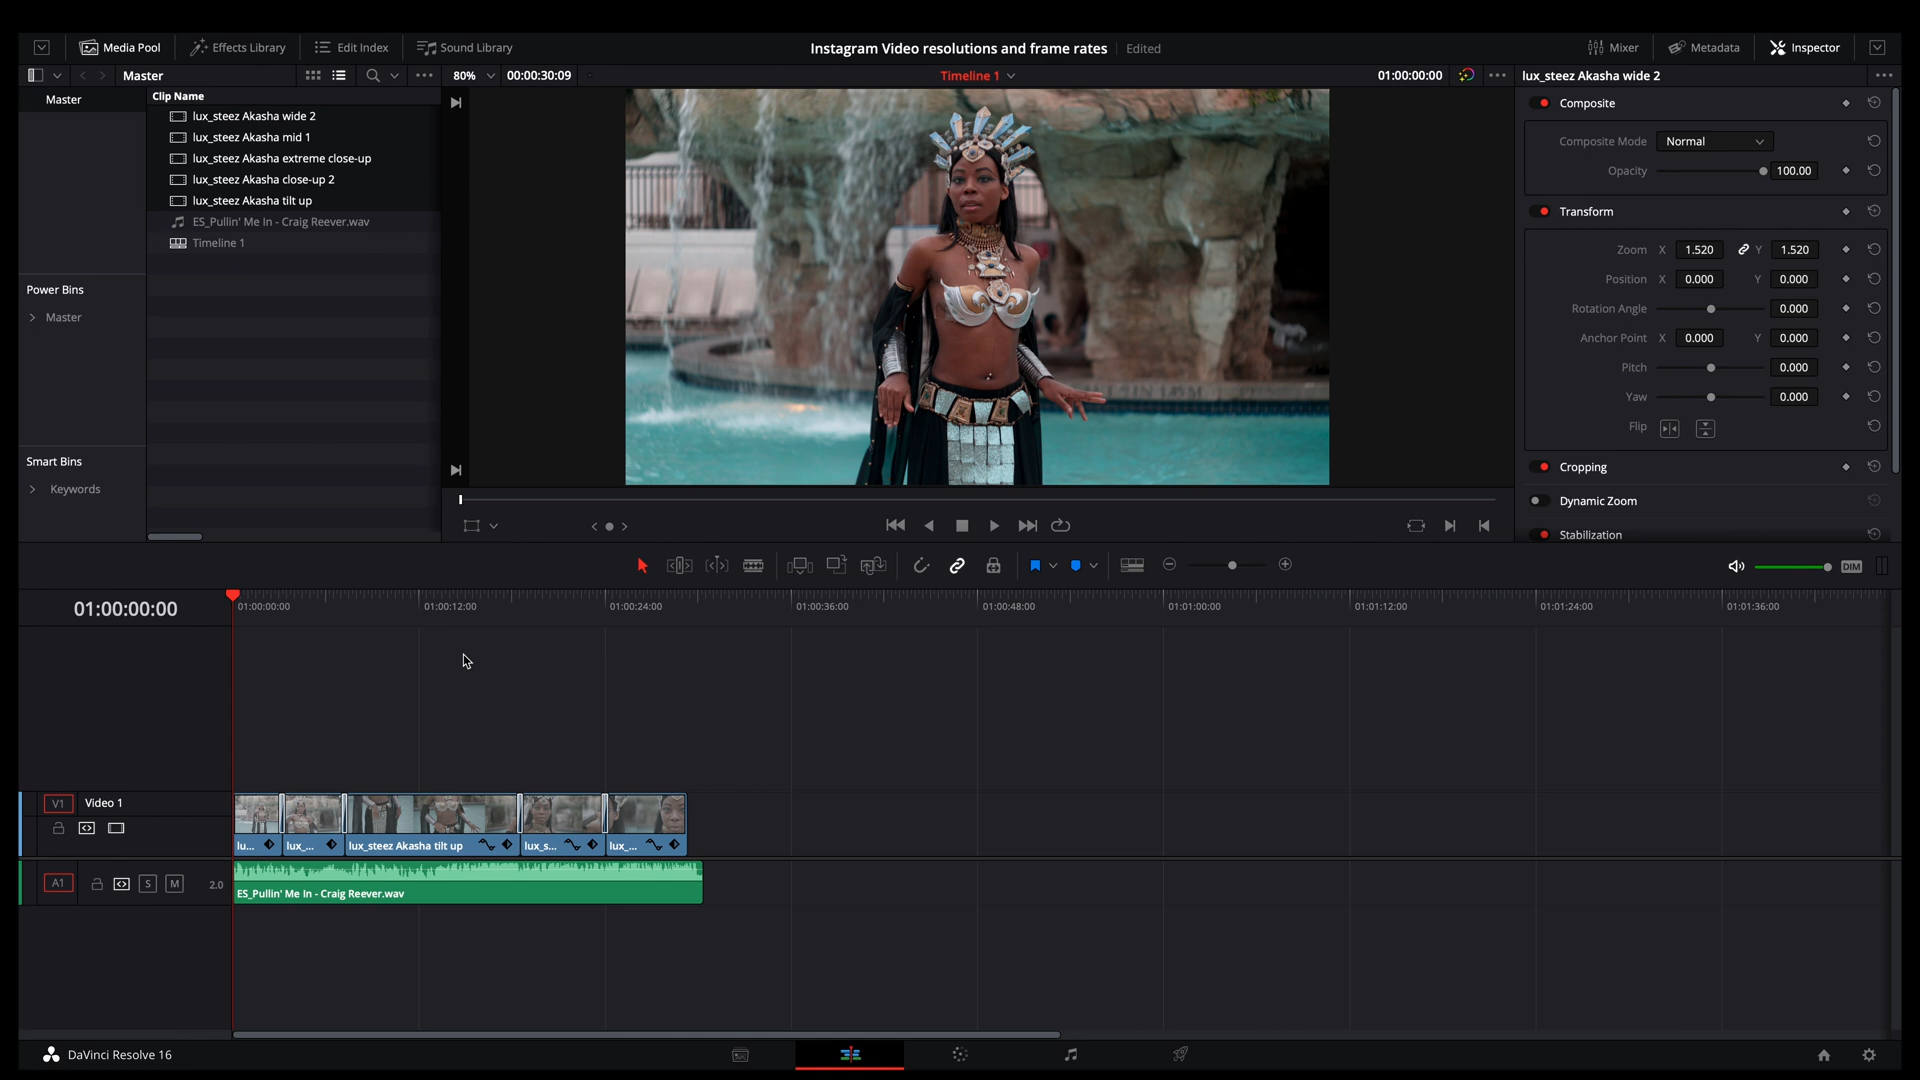 Media Pool Effects Library Edit Index Sound Library Instagram Video resolutions and frame rates Edited Mixer Metadata Inspector
Master 80% 00:00:30:09 Timeline 1 01:00:00:00 lux_steez Akasha wide 2
Master
Clip Name
lux_steez Akasha wide 2
lux_steez Akasha mid 1
lux_steez Akasha extreme close-up
lux_steez Akasha close-up 2
lux_steez Akasha tilt up
ES_Pullin' Me In - Craig Reever.wav
Timeline 1
Power Bins
Master
Smart Bins
Keywords
Composite
Composite Mode Normal
Opacity 100.00
Transform
Zoom X 1.520 Y 1.520
Position X 0.000 Y 0.000
Rotation Angle 0.000
Anchor Point X 0.000 Y 0.000
Pitch 0.000
Yaw 0.000
Flip
Cropping
Dynamic Zoom
Stabilization
DIM
01:00:00:00
01:00:00:00 01:00:12:00 01:00:24:00 01:00:36:00 01:00:48:00 01:01:00:00 01:01:12:00 01:01:24:00 01:01:36:00
V1 Video 1
lu... lux_... lux_steez Akasha tilt up lux_s... lux_...
A1 S M 2.0
ES_Pullin' Me In - Craig Reever.wav
DaVinci Resolve 16